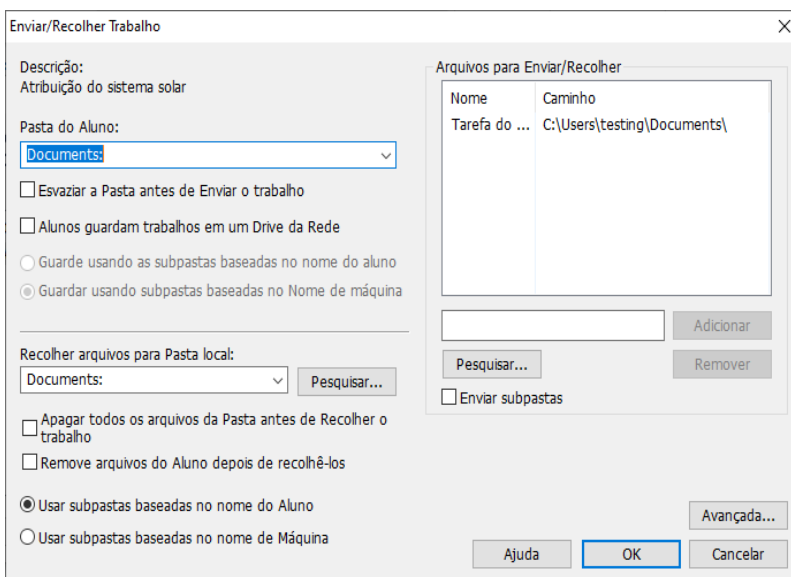 Enviar/Recolher Trabalho
Descrição:
Atribuição do sistema solar
Pasta do Aluno:
Documents:
Esvaziar a Pasta antes de Enviar o trabalho
Alunos guardam trabalhos em um Drive da Rede
Guarde usando as subpastas baseadas no nome do aluno
Guardar usando subpastas baseadas no Nome de máquina
Recolher arquivos para Pasta local:
Documents: Pesquisar...
Apagar todos os arquivos da Pasta antes de Recolher o
trabalho
Remove arquivos do Aluno depois de recolhê-los
Usar subpastas baseadas no nome do Aluno
Usar subpastas baseadas no nome de Máquina
Arquivos para Enviar/Recolher
Nome Caminho
Tarefa do ... C:\Users\testing\Documents\
Adicionar
Pesquisar... Remover
Enviar subpastas
Avançada...
Ajuda OK Cancelar